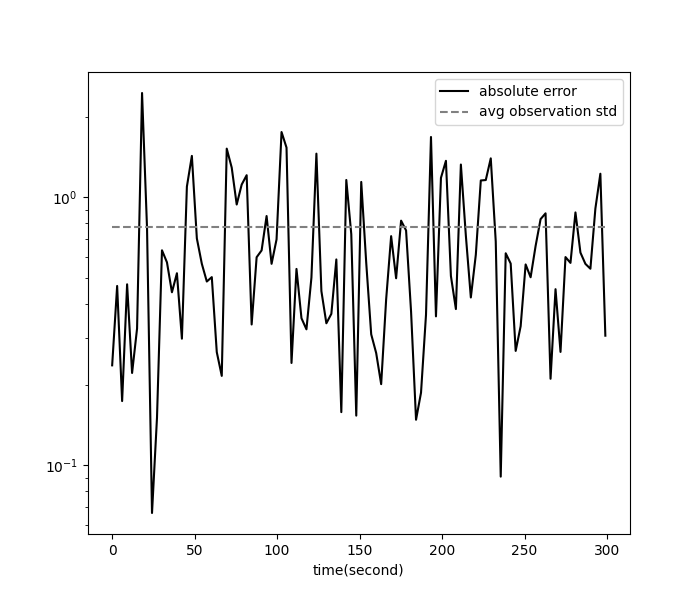 absolute error
avg observation std
10⁰
10⁻¹
0 50 100 150 200 250 300
time(second)